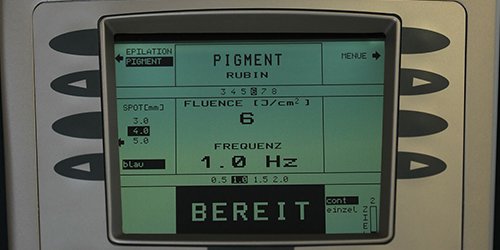 EPILATION
PIGMENT
PIGMENT
RUBIN
MENUE
3 4 5 6 7 8
SPOT[mm]
3.0
4.0
5.0
blau
FLUENCE [J/cm²]
6
FREQUENZ
1.0 Hz
0.5 1.0 1.5 2.0
BEREIT
cont
einzel
2
ZIE